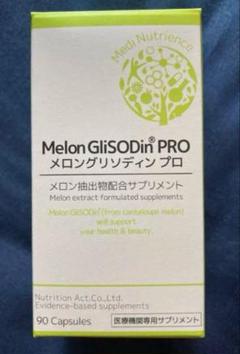 Medi Nutrience
Melon GliSODin® PRO
メロングリソディン プロ
メロン抽出物配合サプリメント
Melon extract formulated supplements
Melon GliSODin® (from cantaloupe melon)
will support
your health & beauty.
Nutrition Act.Co.,Ltd.
Evidence-based supplements
90 Capsules
医療機関専用サプリメント